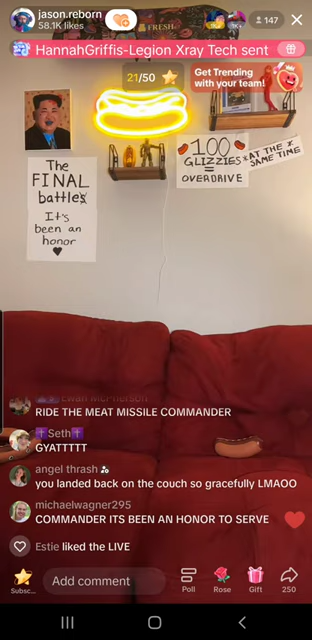 jason.reborn
58.1K likes
FRESH
147
HannahGriffis-Legion Xray Tech sent
21/50
Get Trending
with your team!
The
FINAL
battle
It's
been an
honor
100
GLIZZIES
=
OVERDRIVE
*AT THE *
SAME TIME
Ewan McPherson
RIDE THE MEAT MISSILE COMMANDER
Seth
GYATTTTT
angel thrash
you landed back on the couch so gracefully LMAOO
michaelwagner295
COMMANDER ITS BEEN AN HONOR TO SERVE
Estie liked the LIVE
Subsc...
Add comment
Poll
Rose
Gift
250